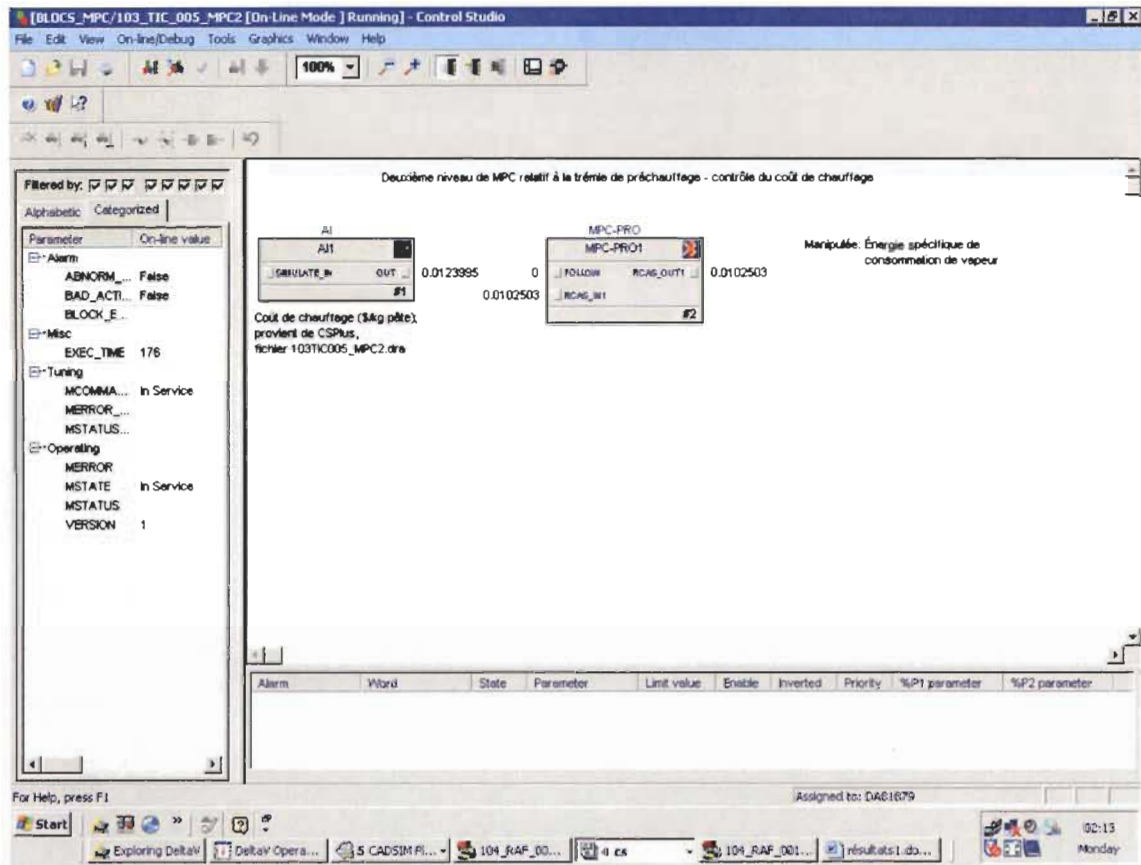 [BLOCS_MPC/103_TIC_005_MPC2 [On-Line Mode ] Running] - Control Studio
File Edit View On-line/Debug Tools Graphics Window Help
100%
Filtered by:
Alphabetic Categorized
Parameter On-line value
Alarm
ABNORM_... False
BAD_ACTI... False
BLOCK_E...
Misc
EXEC_TIME 176
Tuning
MCOMMA... In Service
MERROR_...
MSTATUS...
Operating
MERROR
MSTATE In Service
MSTATUS
VERSION 1
Deuxième niveau de MPC relatif à la trémie de préchauffage - contrôle du coût de chauffage
AI
AI1
SIMULATE_IN OUT 0.0123995
#1
Coût de chauffage ($/kg pâte),
provient de CSPlus,
fichier 103TIC005_MPC2.dra
MPC-PRO
MPC-PRO1
0 FOLLOW RCAS_OUT1 0.0102503
0.0102503 RCAS_IN1
#2
Manipulée: Énergie spécifique de
consommation de vapeur
Alarm Word State Parameter Limit value Enable Inverted Priority %P1 parameter %P2 parameter
For Help, press F1
Assigned to: DAB1879
Start » 02:13
Exploring DeltaV DeltaV Opera... 5 CADSIM Pl... 104_RAF_00... 4 cs 104_RAF_001... résultats1.do... Monday